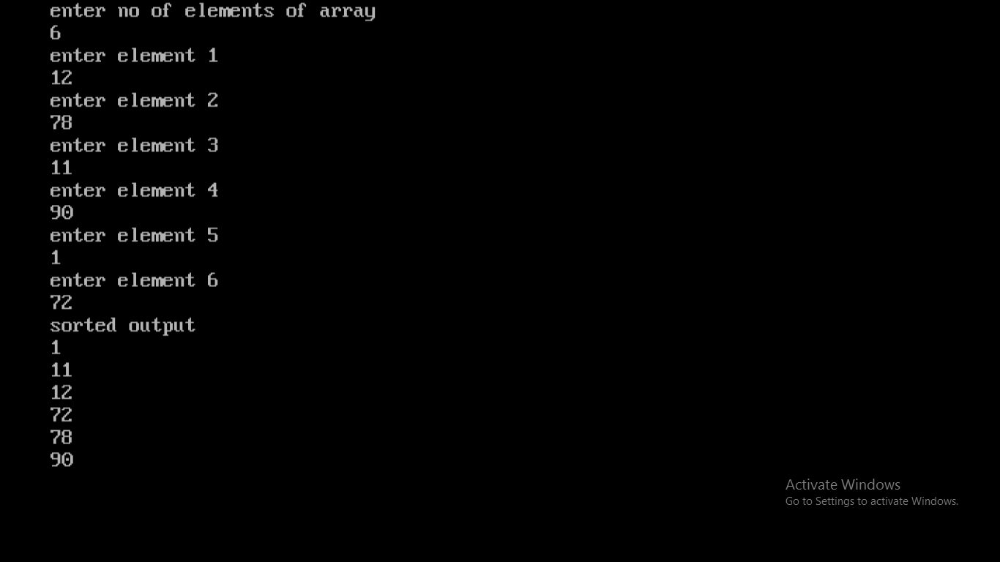 enter no of elements of array
6
enter element 1
12
enter element 2
78
enter element 3
11
enter element 4
90
enter element 5
1
enter element 6
72
sorted output
1
11
12
72
78
90
Activate Windows
Go to Settings to activate Windows.